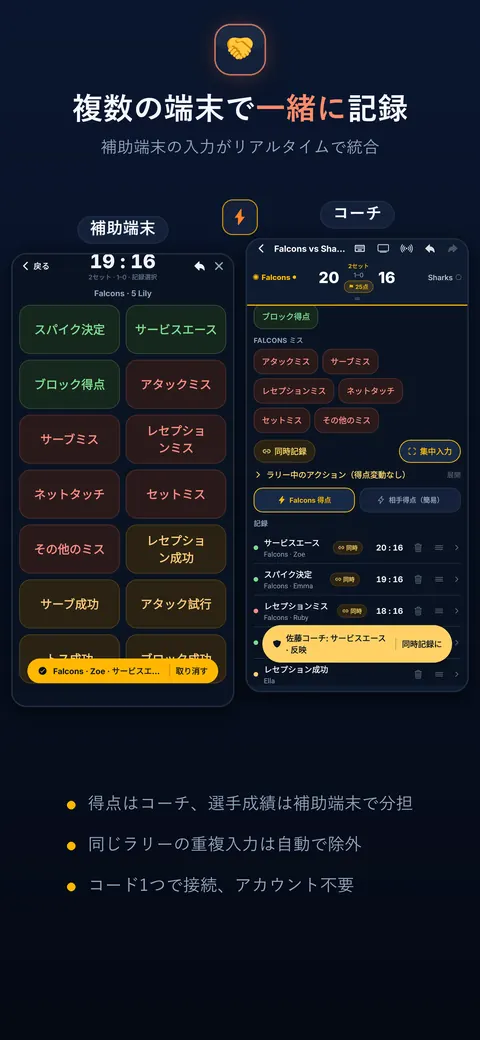 複数の端末で一緒に記録
補助端末の入力がリアルタイムで統合
補助端末
コーチ
戻る
19 : 16
2セット · 1-0 · 記録選択
Falcons · 5 Lily
スパイク決定
サービスエース
ブロック得点
アタックミス
サーブミス
レセプションミス
ネットタッチ
セットミス
その他のミス
レセプション成功
サーブ成功
アタック試行
トス成功
ブロック成功
Falcons · Zoe · サービスエ...
取り消す
Falcons vs Sha...
Falcons
20
2セット
1-0
25点
16
Sharks
ブロック得点
FALCONS ミス
アタックミス
サーブミス
レセプションミス
ネットタッチ
セットミス
その他のミス
同時記録
集中入力
ラリー中のアクション（得点変動なし）
展開
Falcons 得点
相手得点（簡易）
記録
サービスエース
Falcons · Zoe
同時
20 : 16
スパイク決定
Falcons · Emma
同時
19 : 16
レセプションミス
Falcons · Ruby
同時
18 : 16
佐藤コーチ: サービスエース · 反映
同時記録に
レセプション成功
Ella
得点はコーチ、選手成績は補助端末で分担
同じラリーの重複入力は自動で除外
コード1つで接続、アカウント不要